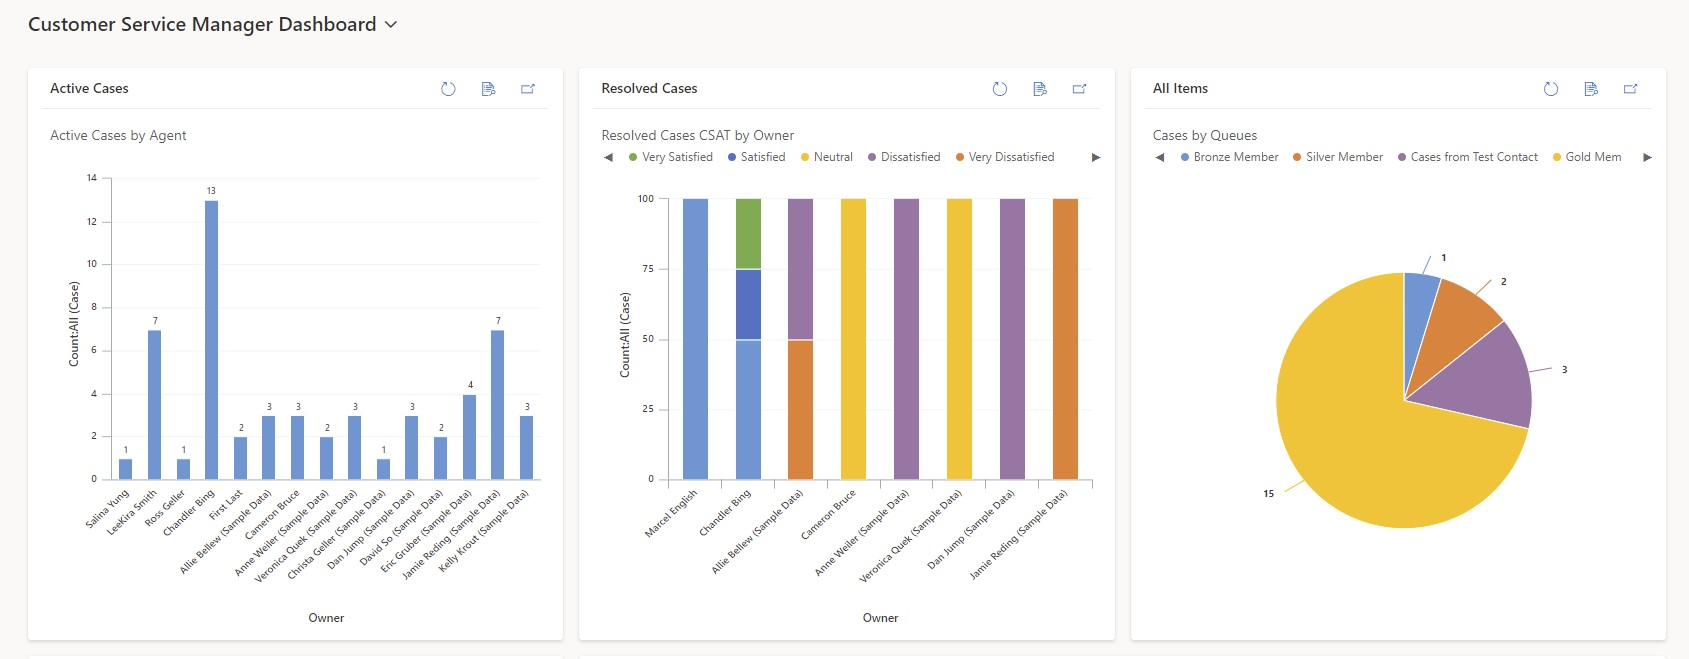 Customer Service Manager Dashboard
Active Cases
Active Cases by Agent
14
12
10
8
6
4
2
0
Count:All (Case)
1
7
1
13
2
3
3
2
3
1
3
2
4
7
3
Salina Yung
LeeKira Smith
Ross Geller
Chandler Bing
First Last
Allie Bellew (Sample Data)
Cameron Bruce
Anne Weiler (Sample Data)
Veronica Quek (Sample Data)
Christa Geller (Sample Data)
Dan Jump (Sample Data)
David So (Sample Data)
Eric Gruber (Sample Data)
Jamie Reding (Sample Data)
Kelly Krout (Sample Data)
Owner
Resolved Cases
Resolved Cases CSAT by Owner
Very Satisfied Satisfied Neutral Dissatisfied Very Dissatisfied
100
75
50
25
0
Count:All (Case)
Marcel English
Chandler Bing
Allie Bellew (Sample Data)
Cameron Bruce
Anne Weiler (Sample Data)
Veronica Quek (Sample Data)
Dan Jump (Sample Data)
Jamie Reding (Sample Data)
Owner
All Items
Cases by Queues
Bronze Member Silver Member Cases from Test Contact Gold Mem
1
2
3
15